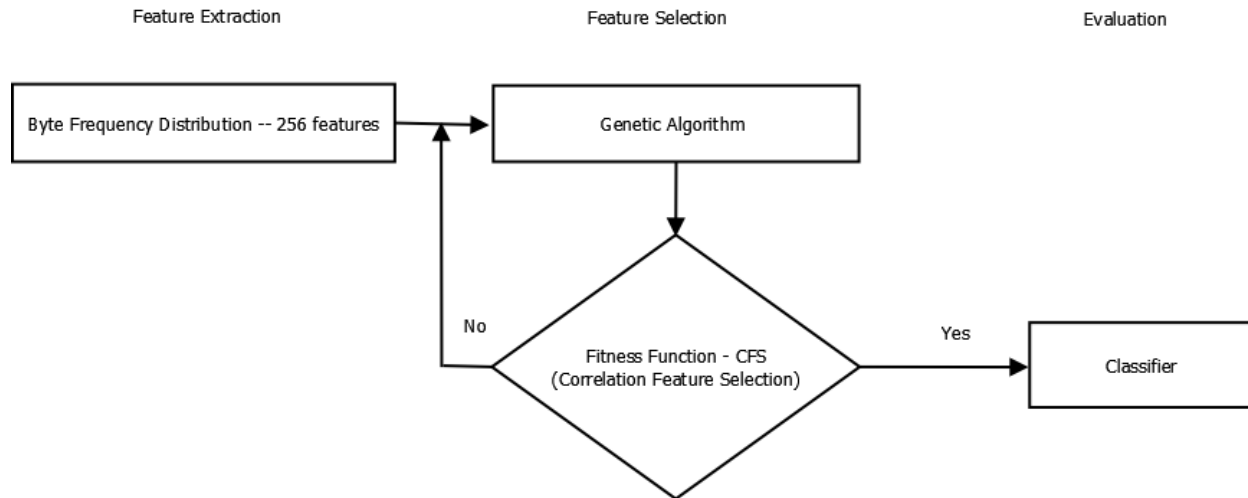 Feature Extraction
Feature Selection
Evaluation
Byte Frequency Distribution -- 256 features
Genetic Algorithm
No
Fitness Function - CFS
(Correlation Feature Selection)
Yes
Classifier